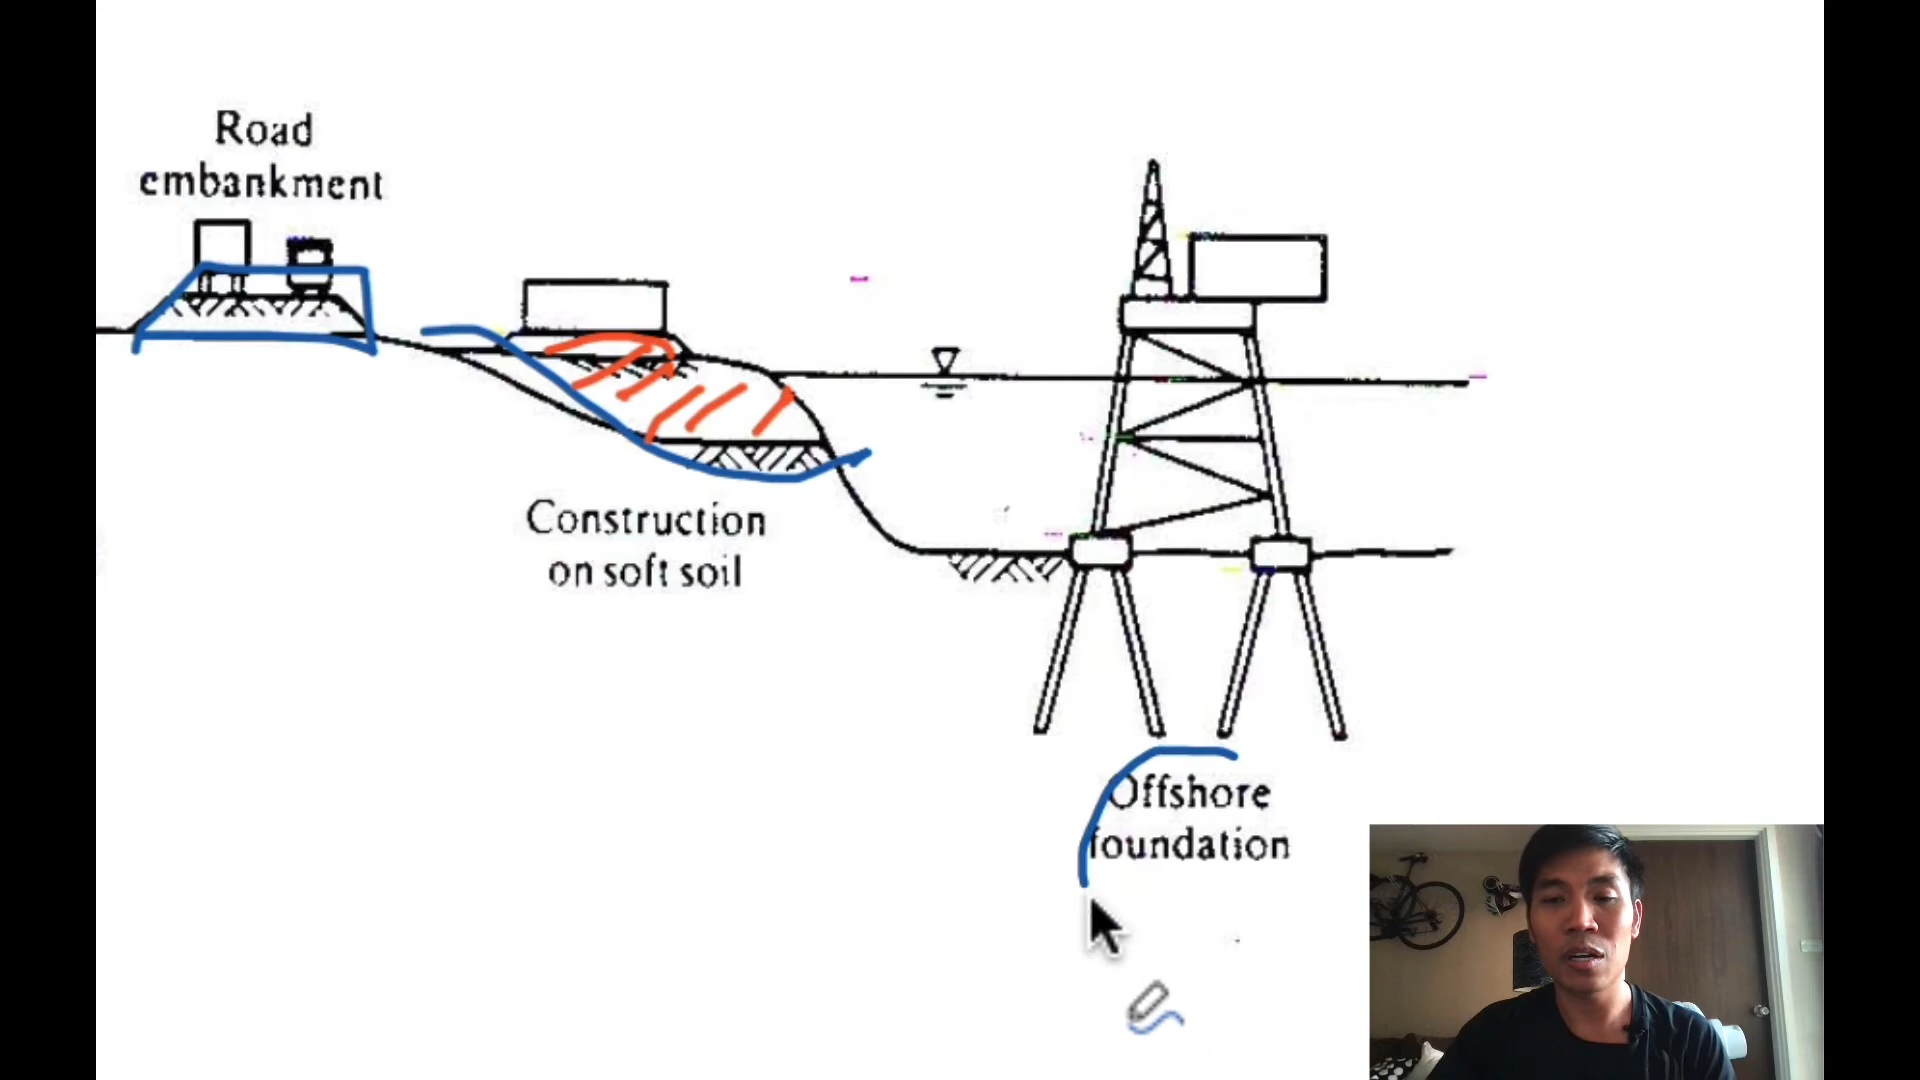 Road
embankment
Construction
on soft soil
Offshore
foundation